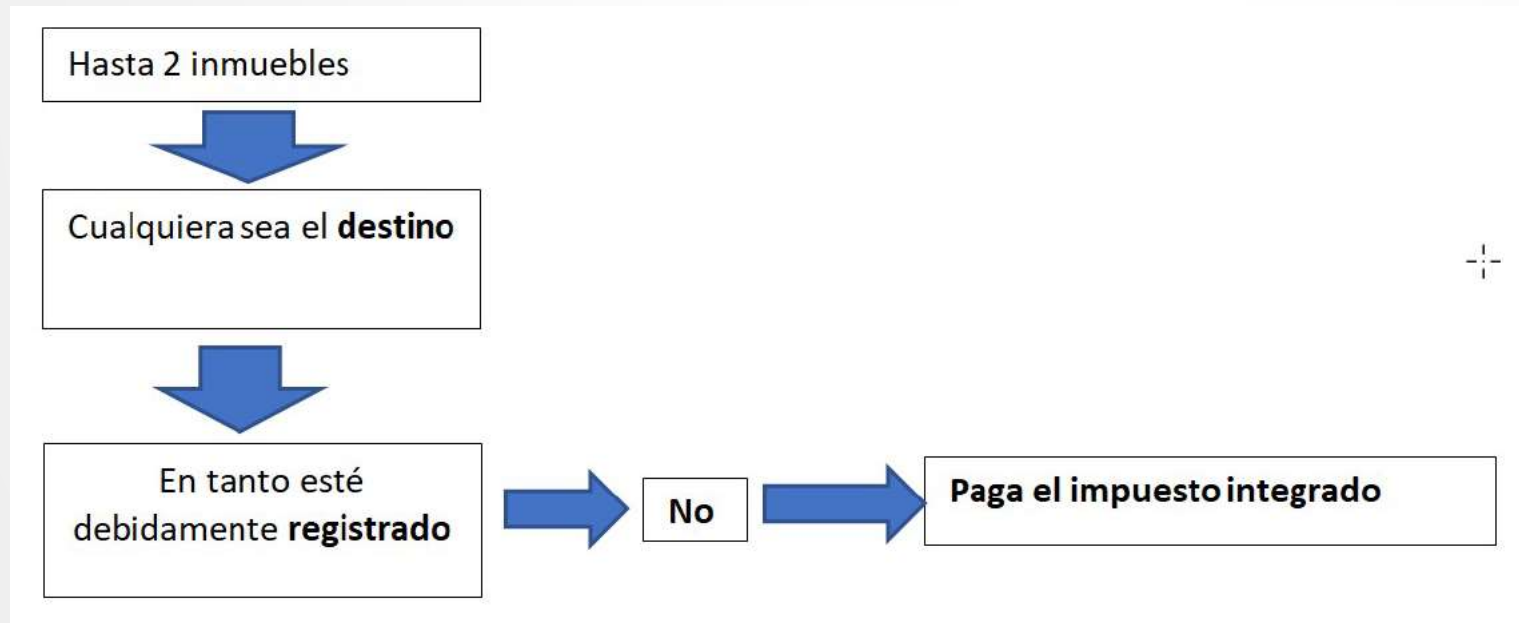 Hasta 2 inmuebles
Cualquiera sea el destino
En tanto esté
debidamente registrado
No
Paga el impuesto integrado